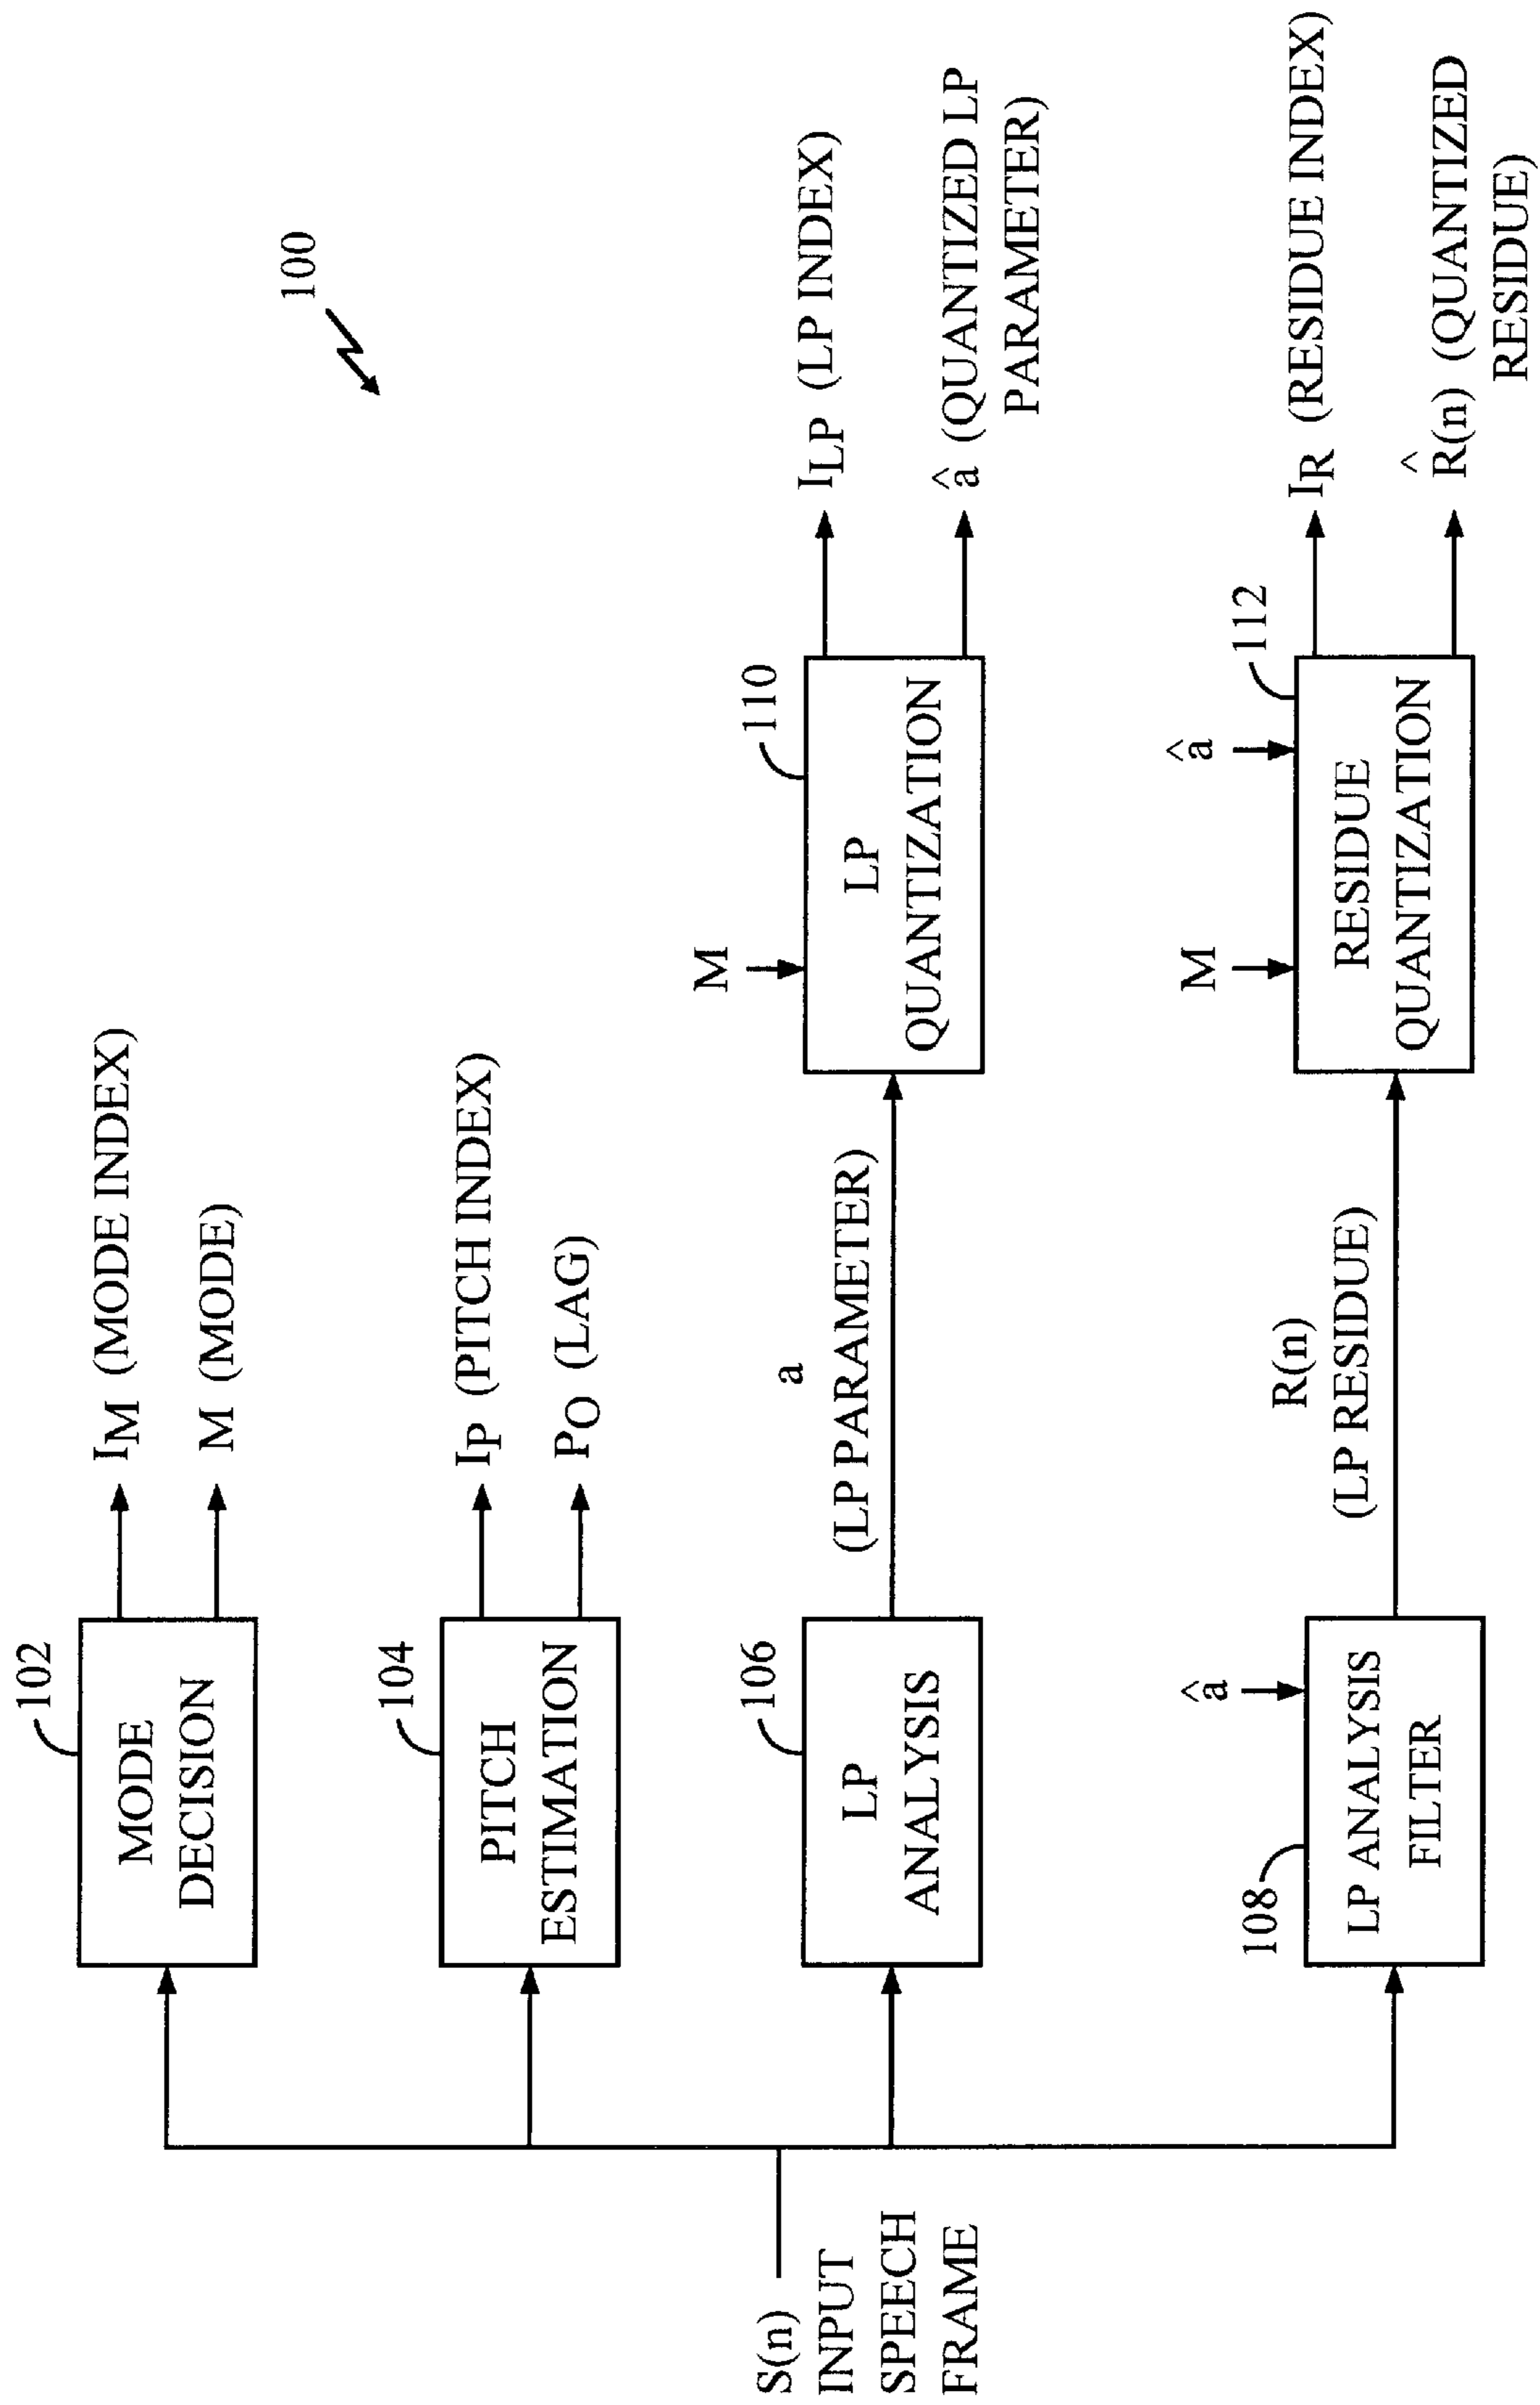 100
S(n)
INPUT
SPEECH
FRAME
102
MODE
DECISION
I_M (MODE INDEX)
M (MODE)
104
PITCH
ESTIMATION
I_P (PITCH INDEX)
P_O (LAG)
106
LP
ANALYSIS
a
(LP PARAMETER)
M
110
LP
QUANTIZATION
I_LP (LP INDEX)
â (QUANTIZED LP
PARAMETER)
108
â
LP ANALYSIS
FILTER
R(n)
(LP RESIDUE)
M
â
112
RESIDUE
QUANTIZATION
I_R (RESIDUE INDEX)
R̂(n) (QUANTIZED
RESIDUE)